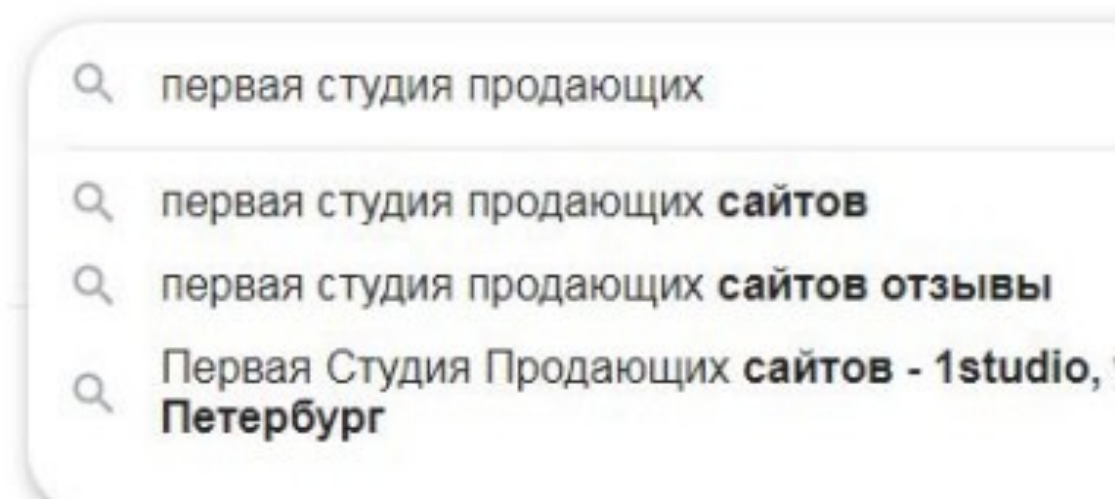 первая студия продающих
первая студия продающих сайтов
первая студия продающих сайтов отзывы
Первая Студия Продающих сайтов - 1studio,
Петербург